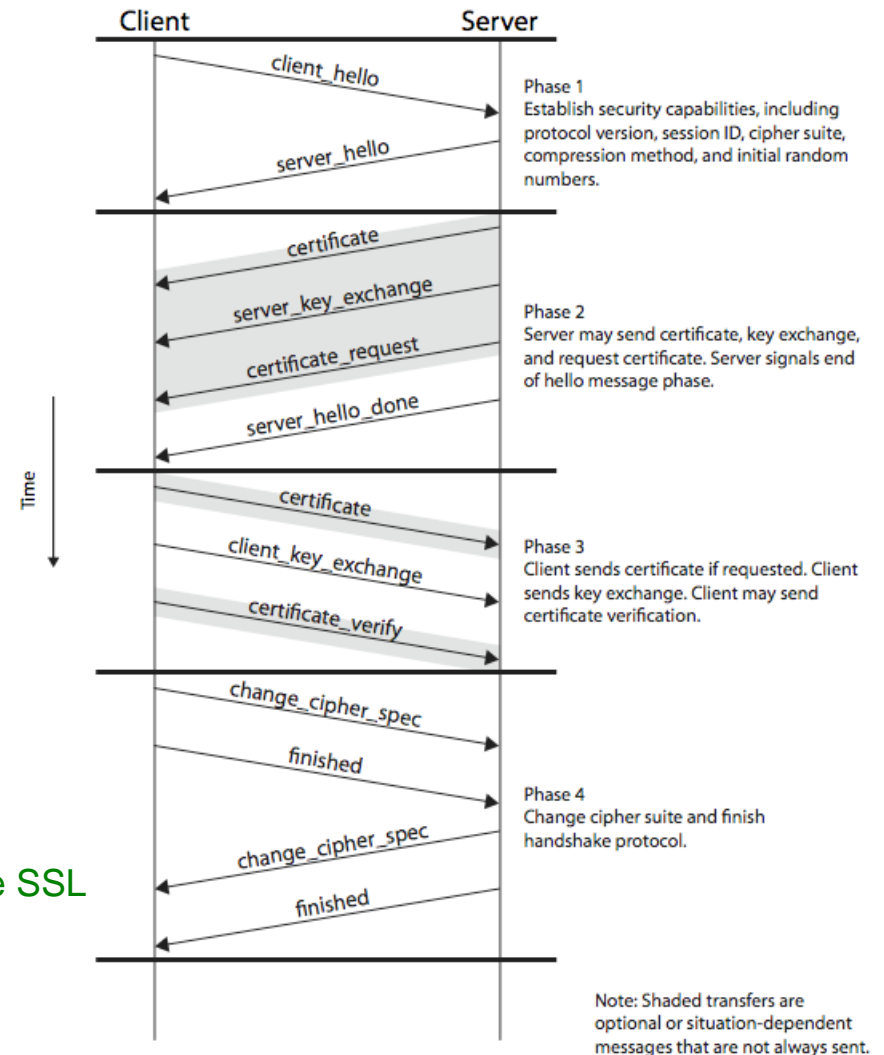 Client Server
client_hello
Phase 1
Establish security capabilities, including
protocol version, session ID, cipher suite,
compression method, and initial random
numbers.
server_hello
certificate
server_key_exchange
certificate_request
server_hello_done
Phase 2
Server may send certificate, key exchange,
and request certificate. Server signals end
of hello message phase.
Time
certificate
client_key_exchange
certificate_verify
Phase 3
Client sends certificate if requested. Client
sends key exchange. Client may send
certificate verification.
change_cipher_spec
finished
change_cipher_spec
finished
Phase 4
Change cipher suite and finish
handshake protocol.
SSL
Note: Shaded transfers are
optional or situation-dependent
messages that are not always sent.